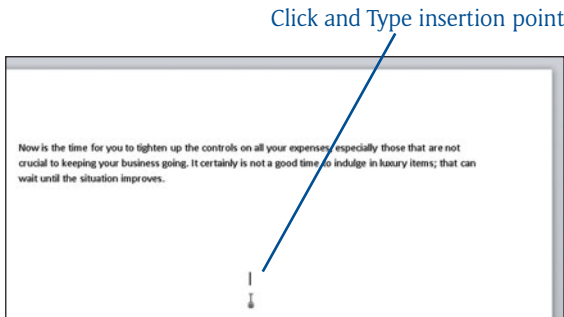 Click and Type insertion point
Now is the time for you to tighten up the controls on all your expenses, especially those that are not
crucial to keeping your business going. It certainly is not a good time to indulge in luxury items; that can
wait until the situation improves.